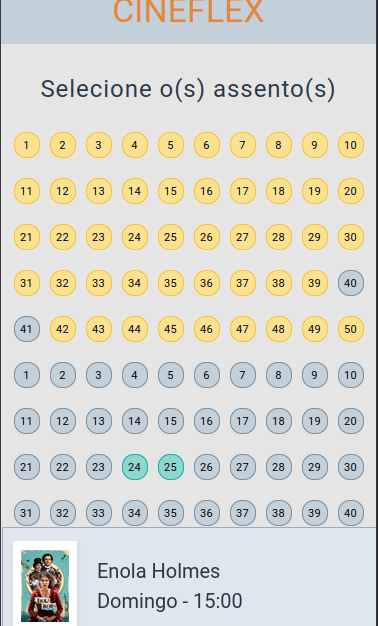 CINEFLEX
Selecione o(s) assento(s)
1 2 3 4 5 6 7 8 9 10
11 12 13 14 15 16 17 18 19 20
21 22 23 24 25 26 27 28 29 30
31 32 33 34 35 36 37 38 39 40
41 42 43 44 45 46 47 48 49 50
1 2 3 4 5 6 7 8 9 10
11 12 13 14 15 16 17 18 19 20
21 22 23 24 25 26 27 28 29 30
31 32 33 34 35 36 37 38 39 40
Enola Holmes
Domingo - 15:00